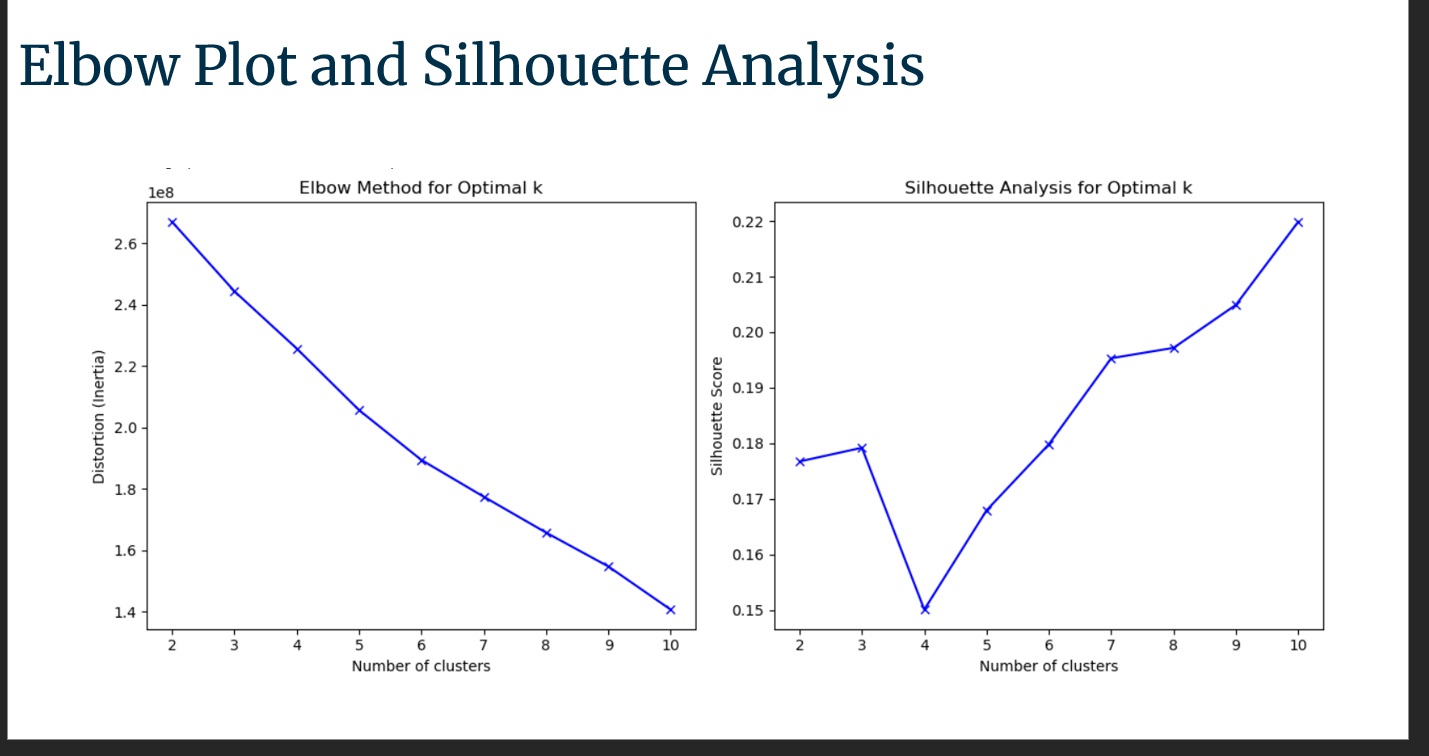 Elbow Plot and Silhouette Analysis
Elbow Method for Optimal k
1e8
2.6
2.4
2.2
2.0
1.8
1.6
1.4
Distortion (Inertia)
2 3 4 5 6 7 8 9 10
Number of clusters
Silhouette Analysis for Optimal k
0.22
0.21
0.20
0.19
0.18
0.17
0.16
0.15
Silhouette Score
2 3 4 5 6 7 8 9 10
Number of clusters